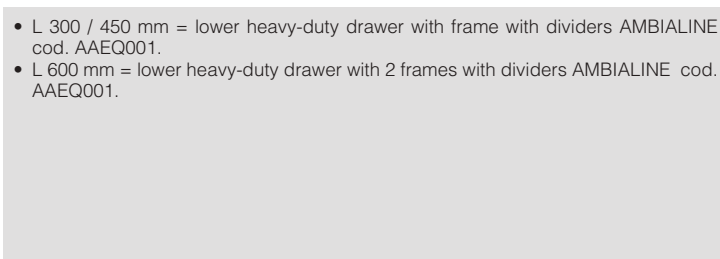 • L 300 / 450 mm = lower heavy-duty drawer with frame with dividers AMBIALINE
cod. AAEQ001.
• L 600 mm = lower heavy-duty drawer with 2 frames with dividers AMBIALINE cod.
AAEQ001.